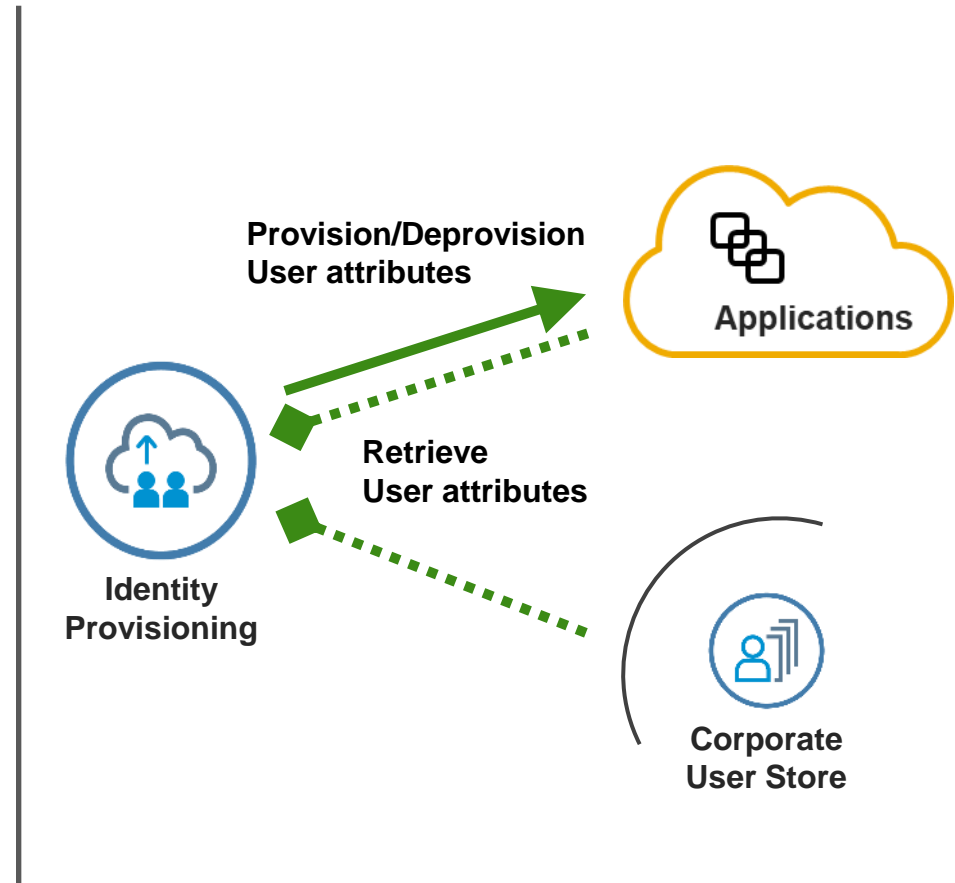 Provision/Deprovision
User attributes
Applications
Retrieve
User attributes
Identity
Provisioning
Corporate
User Store